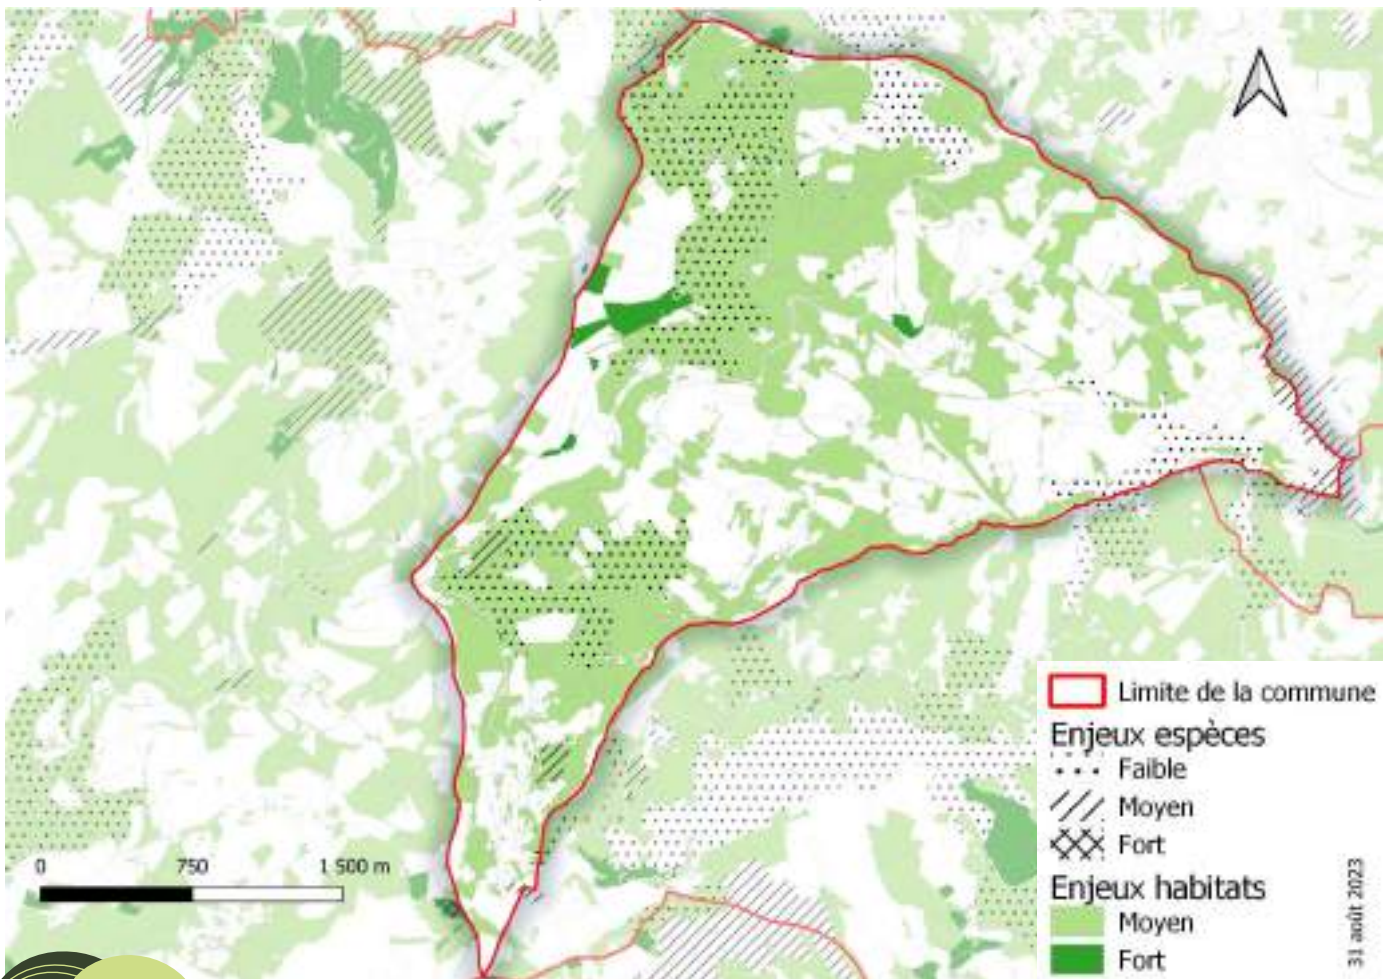 Limite de la commune
Enjeux espèces
Faible
Moyen
Fort
Enjeux habitats
Moyen
Fort
0 750 1 500 m
31 août 2023